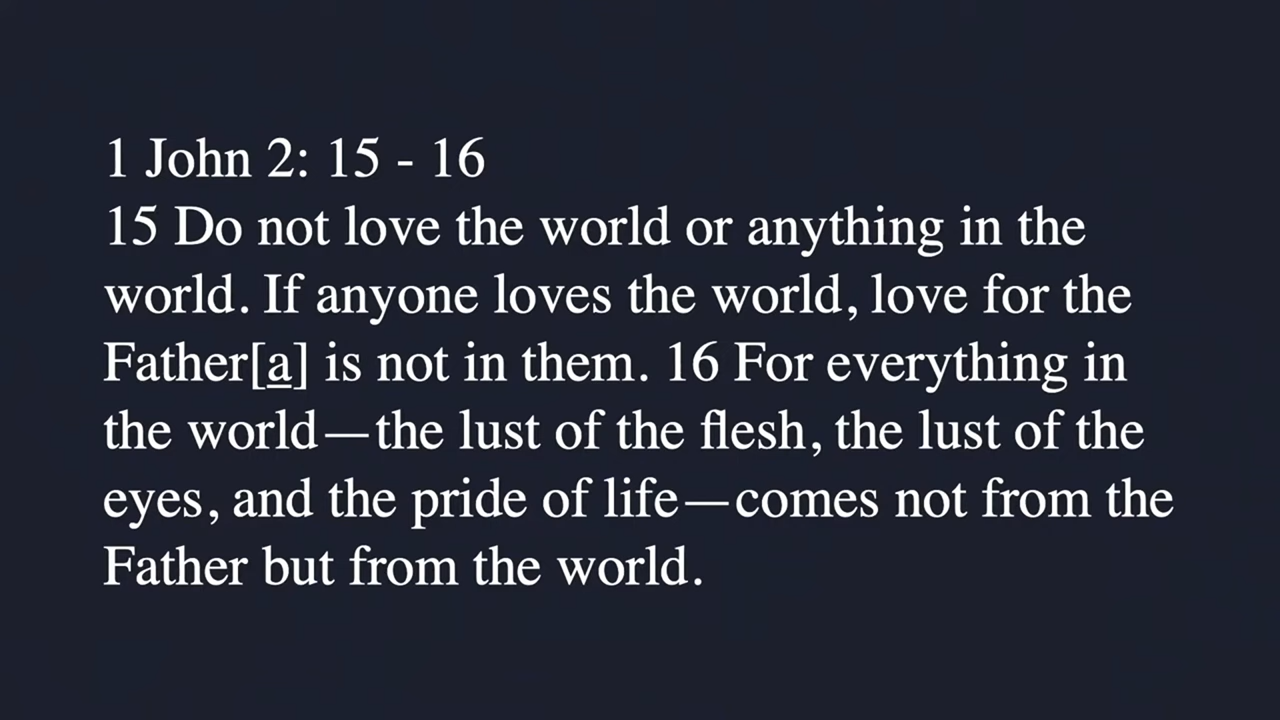 1 John 2: 15 - 16
15 Do not love the world or anything in the
world. If anyone loves the world, love for the
Father[a] is not in them. 16 For everything in
the world—the lust of the flesh, the lust of the
eyes, and the pride of life—comes not from the
Father but from the world.